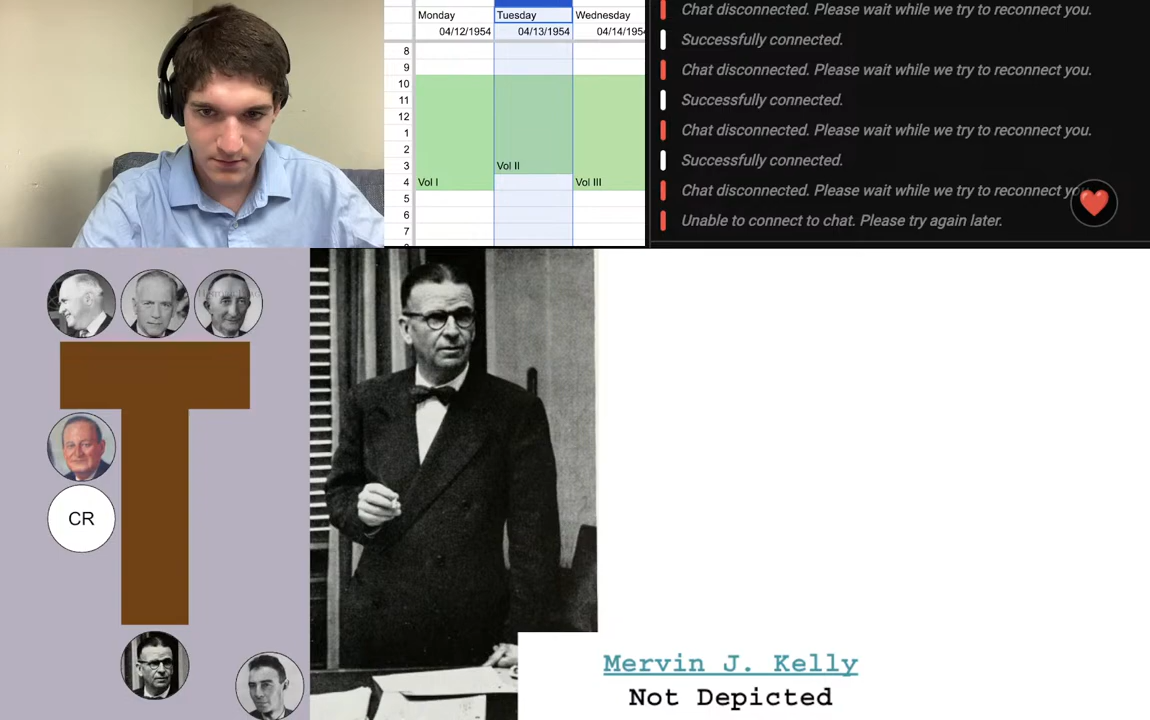 Monday Tuesday Wednesday
04/12/1954 04/13/1954 04/14/1954
8
9
10
11
12
1
2
3 Vol II
4 Vol I Vol III
5
6
7
Chat disconnected. Please wait while we try to reconnect you.
Successfully connected.
Chat disconnected. Please wait while we try to reconnect you.
Successfully connected.
Chat disconnected. Please wait while we try to reconnect you.
Successfully connected.
Chat disconnected. Please wait while we try to reconnect you.
Unable to connect to chat. Please try again later.
CR
Mervin J. Kelly
Not Depicted